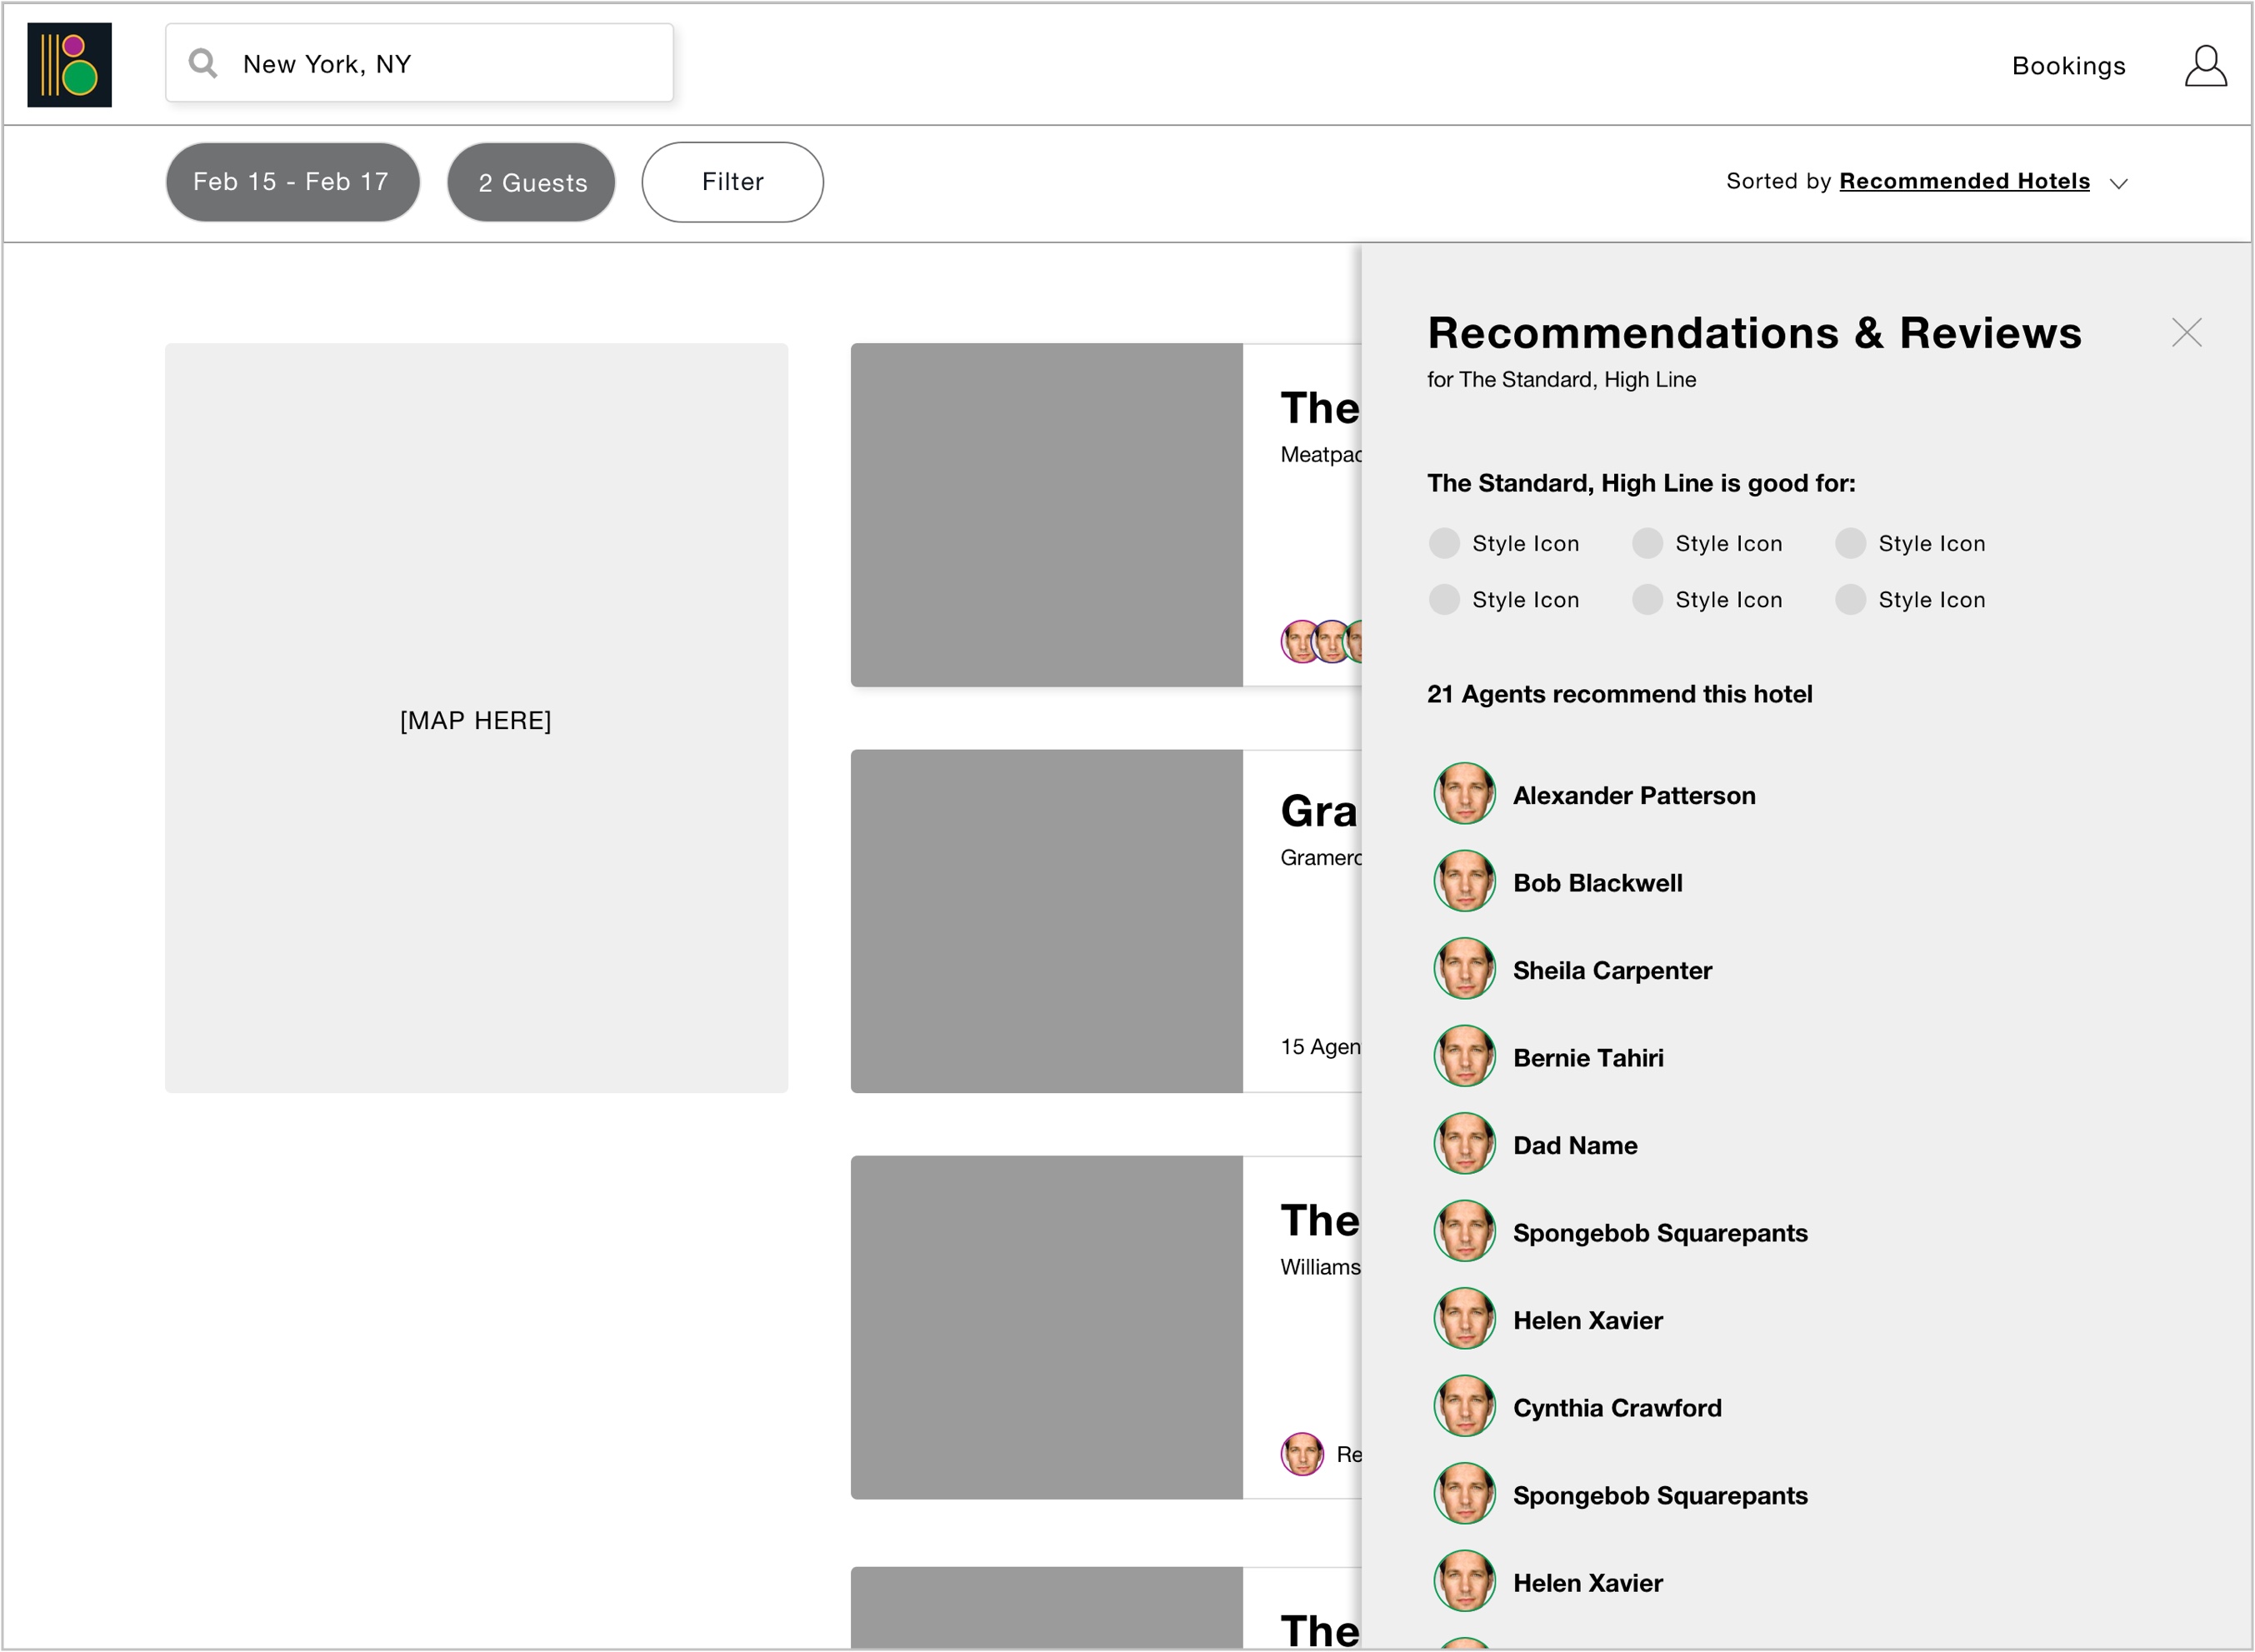 New York, NY
Bookings
Feb 15 - Feb 17
2 Guests
Filter
Sorted by Recommended Hotels
[MAP HERE]
The
Meatpac
Gra
Gramerc
15 Agen
The
Williams
Re
The
Recommendations & Reviews
for The Standard, High Line
The Standard, High Line is good for:
Style Icon Style Icon Style Icon
Style Icon Style Icon Style Icon
21 Agents recommend this hotel
Alexander Patterson
Bob Blackwell
Sheila Carpenter
Bernie Tahiri
Dad Name
Spongebob Squarepants
Helen Xavier
Cynthia Crawford
Spongebob Squarepants
Helen Xavier